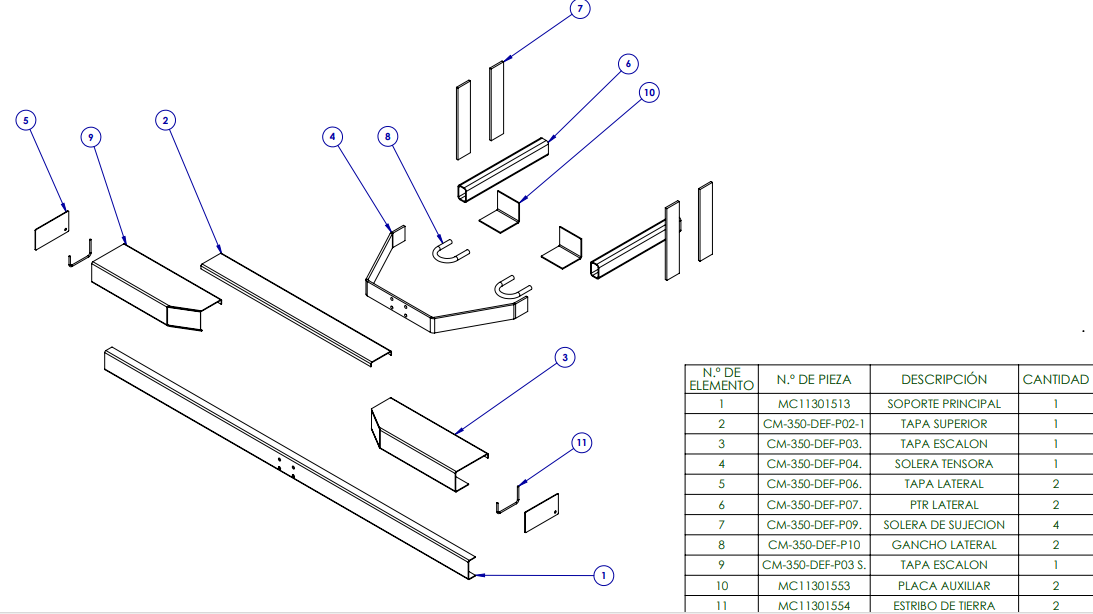 7
6
10
5
9
2
4
8
3
11
1
N.º DE ELEMENTO N.º DE PIEZA DESCRIPCIÓN CANTIDAD
1 MC11301513 SOPORTE PRINCIPAL 1
2 CM-350-DEF-P02-1 TAPA SUPERIOR 1
3 CM-350-DEF-P03. TAPA ESCALON 1
4 CM-350-DEF-P04. SOLERA TENSORA 1
5 CM-350-DEF-P06. TAPA LATERAL 2
6 CM-350-DEF-P07. PTR LATERAL 2
7 CM-350-DEF-P09. SOLERA DE SUJECION 4
8 CM-350-DEF-P10 GANCHO LATERAL 2
9 CM-350-DEF-P03 S. TAPA ESCALON 1
10 MC11301553 PLACA AUXILIAR 2
11 MC11301554 ESTRIBO DE TIERRA 2